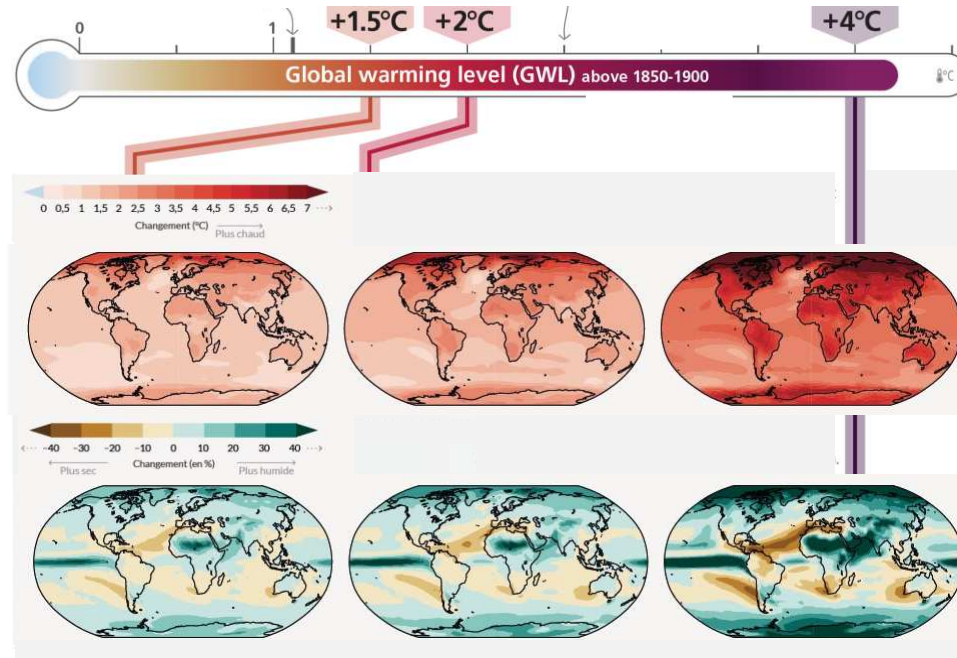 +1.5°C +2°C +4°C
0 1
Global warming level (GWL) above 1850-1900
°C
0 0,5 1 1,5 2 2,5 3 3,5 4 4,5 5 5,5 6 6,5 7
Changement (°C)
Plus chaud
-40 -30 -20 -10 0 10 20 30 40
Changement (en %)
Plus sec Plus humide